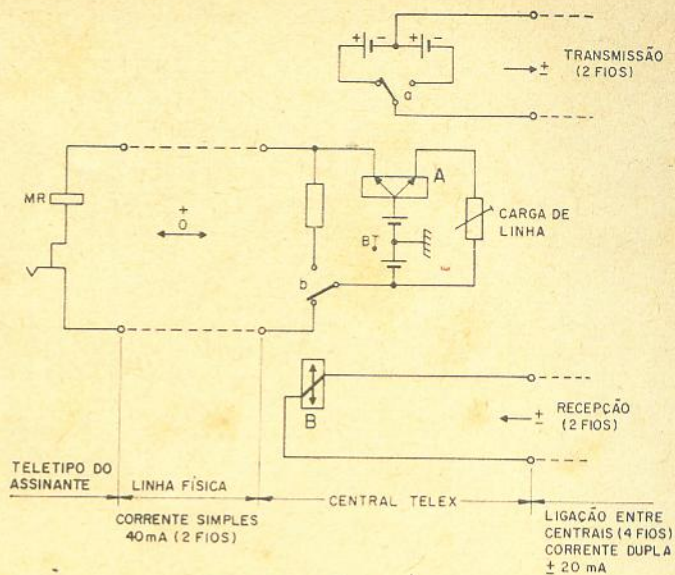 + - + -
a
TRANSMISSÃO
(2 FIOS)
±
MR
+
0
A
BT
CARGA DE
LINHA
b
B
±
RECEPÇÃO
(2 FIOS)
TELETIPO DO
ASSINANTE
LINHA FÍSICA
CORRENTE SIMPLES
40mA (2 FIOS)
CENTRAL TELEX
LIGAÇÃO ENTRE
CENTRAIS (4 FIOS)
CORRENTE DUPLA
± 20 mA